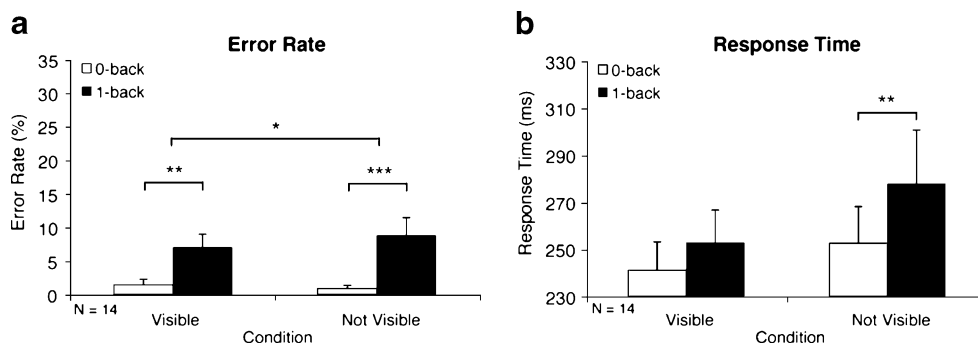 a
Error Rate
35
30
25
20
15
10
5
0
Error Rate (%)
0-back
1-back
*
**
***
N = 14
Visible
Not Visible
Condition
b
Response Time
330
310
290
270
250
230
Response Time (ms)
0-back
1-back
**
N = 14
Visible
Not Visible
Condition